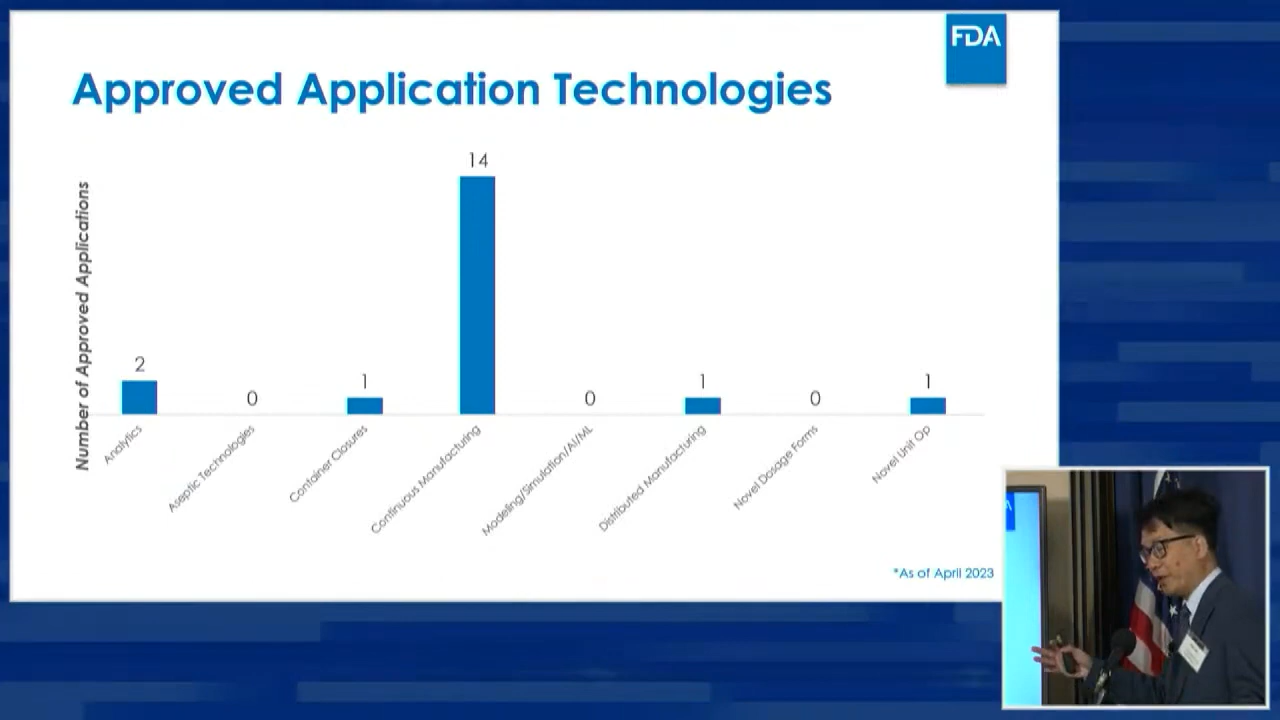 FDA
Approved Application Technologies
Number of Approved Applications
2
0
1
14
0
1
0
1
Analytics
Aseptic Technologies
Container Closures
Continuous Manufacturing
Modeling/Simulation/AI/ML
Distributed Manufacturing
Novel Dosage Forms
Novel Unit Op
*As of April 2023
A